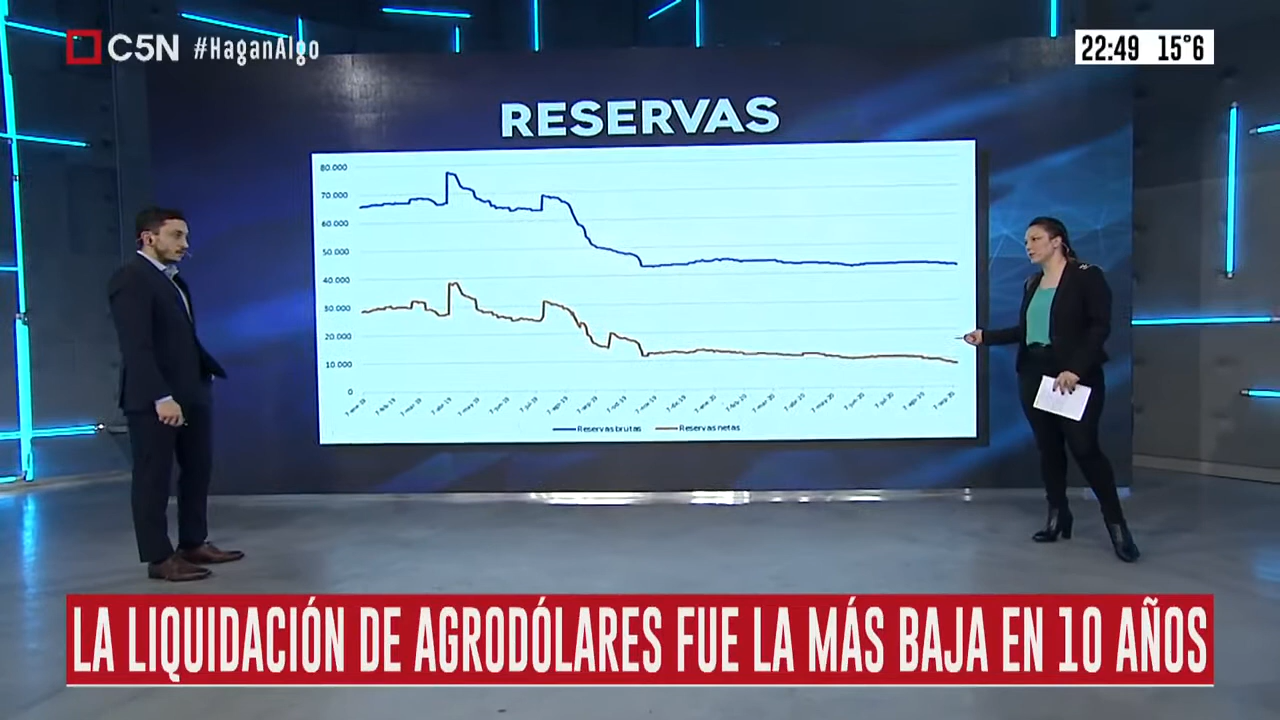 C5N #HaganAlgo
22:49 15°6
RESERVAS
80.000
70.000
60.000
50.000
40.000
30.000
20.000
10.000
0
Reservas brutas Reservas netas
LA LIQUIDACIÓN DE AGRODÓLARES FUE LA MÁS BAJA EN 10 AÑOS